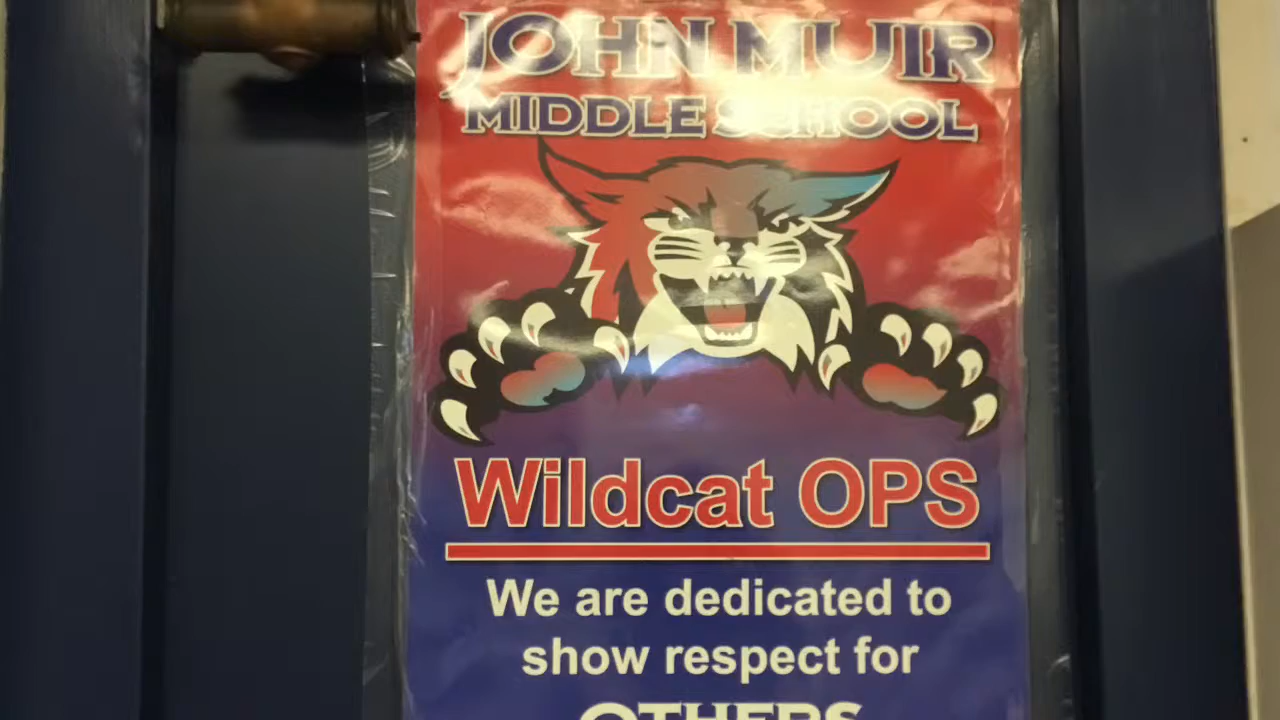 JOHN MUIR
MIDDLE SCHOOL
Wildcat OPS
We are dedicated to
show respect for
OTHERS